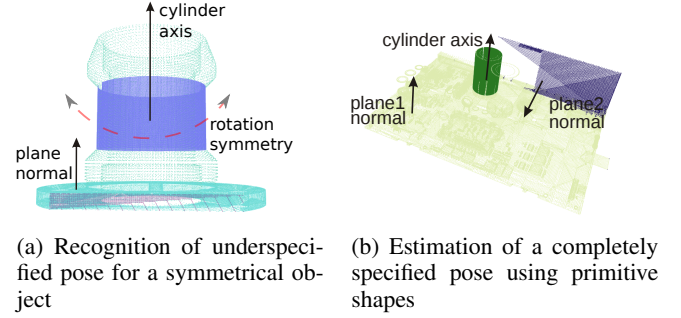 cylinder
axis
rotation
symmetry
plane
normal
cylinder axis
plane1
normal
plane2
normal
(a) Recognition of underspeci-
fied pose for a symmetrical ob-
ject
(b) Estimation of a completely
specified pose using primitive
shapes